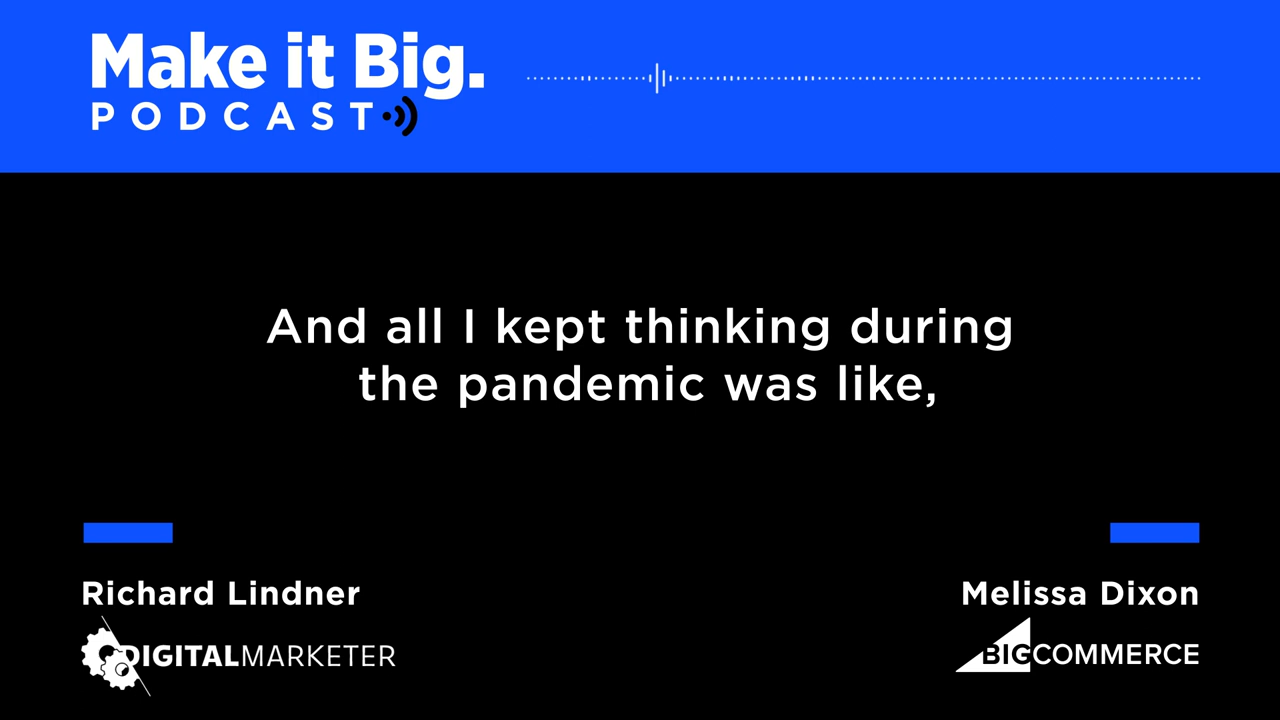 Make it Big.
PODCAST
And all I kept thinking during
the pandemic was like,
Richard Lindner
Melissa Dixon
DIGITALMARKETER
BIGCOMMERCE